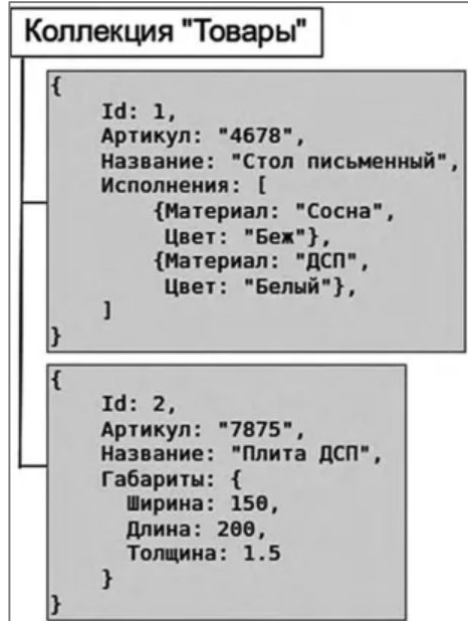 Коллекция "Товары"
{
Id: 1,
Артикул: "4678",
Название: "Стол письменный",
Исполнения: [
{Материал: "Сосна",
Цвет: "Беж"},
{Материал: "ДСП",
Цвет: "Белый"},
]
}
{
Id: 2,
Артикул: "7875",
Название: "Плита ДСП",
Габариты: {
Ширина: 150,
Длина: 200,
Толщина: 1.5
}
}